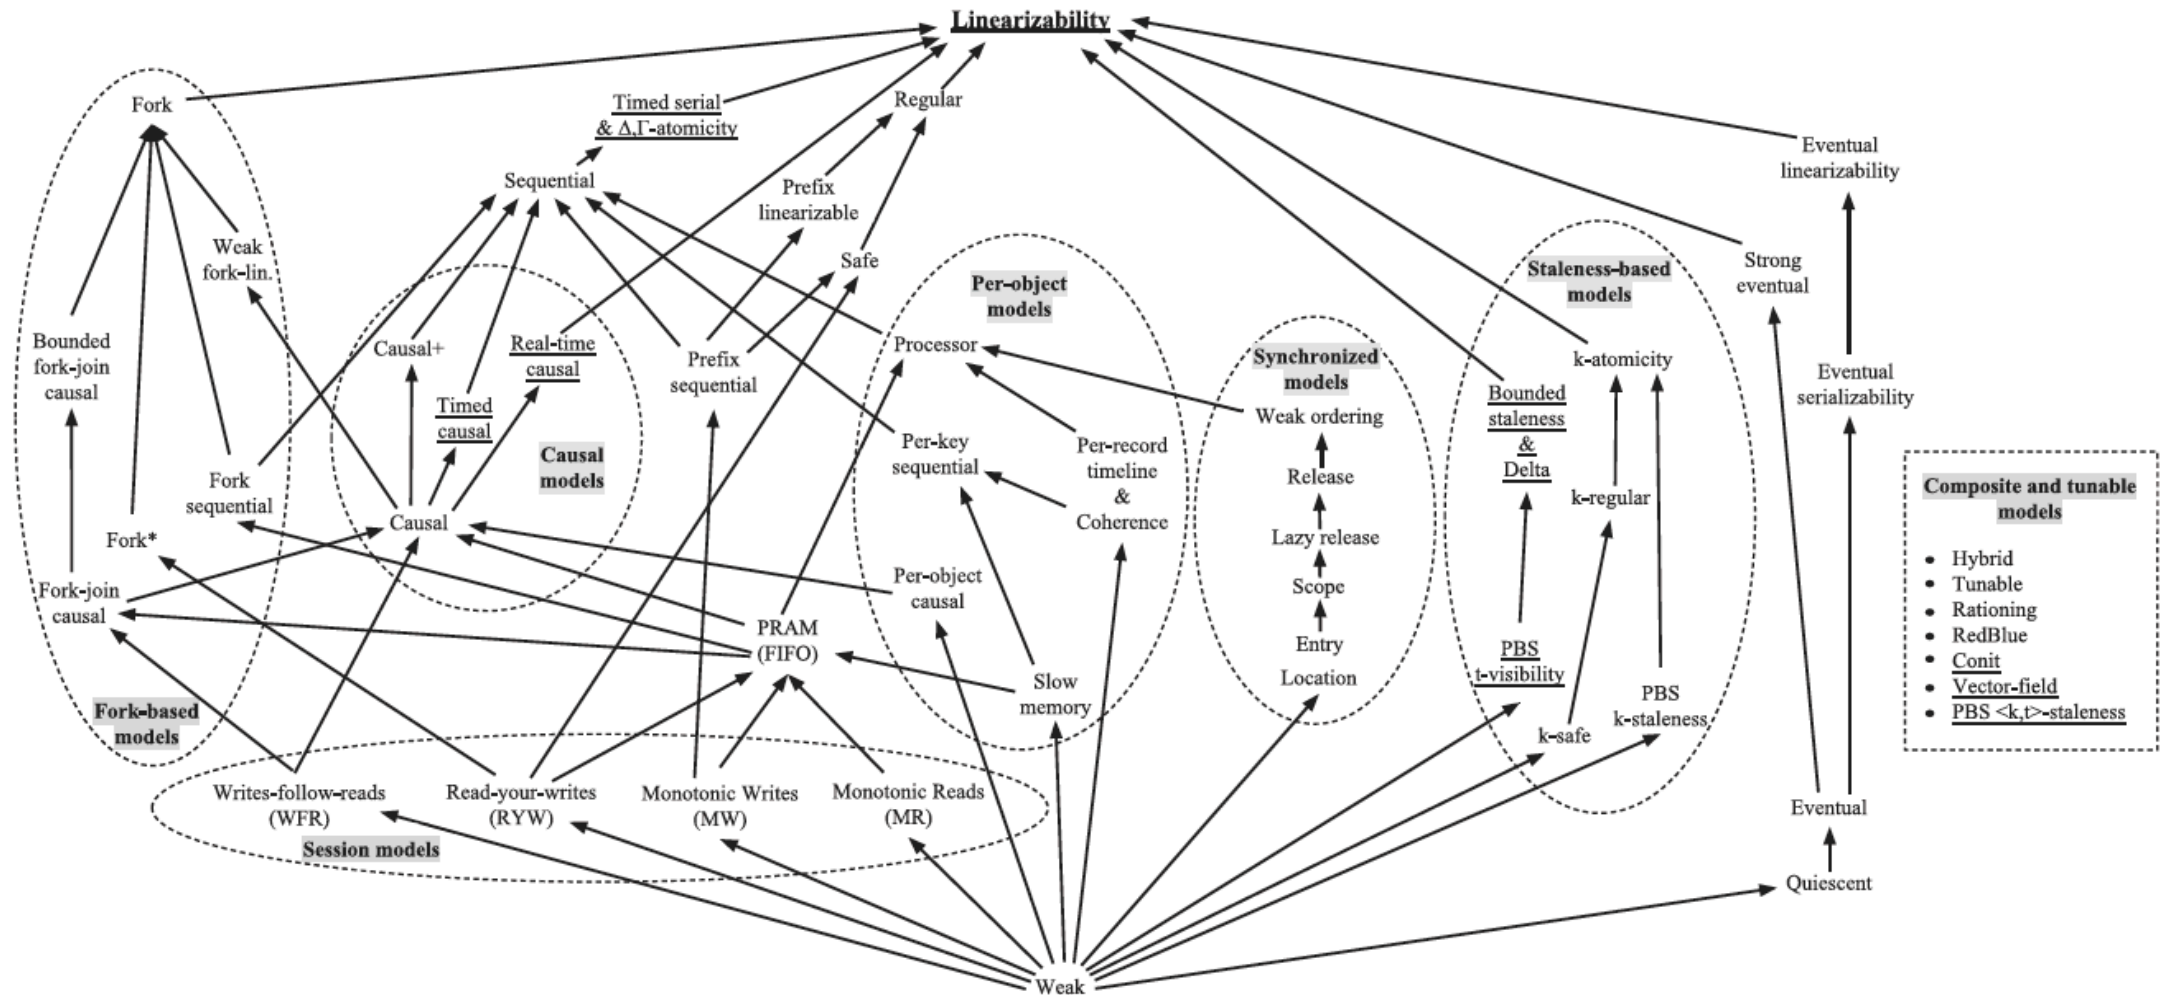 Linearizability
Fork
Timed serial
& Δ,Γ-atomicity
Regular
Eventual
linearizability
Sequential
Prefix
linearizable
Weak
fork-lin.
Safe
Strong
eventual
Staleness-based
models
Per-object
models
Bounded
fork-join
causal
Causal+
Real-time
causal
Prefix
sequential
Processor
Synchronized
models
k-atomicity
Eventual
serializability
Timed
causal
Bounded
staleness
&
Delta
Weak ordering
Causal
models
Per-key
sequential
Per-record
timeline
&
Coherence
Release
k-regular
Fork
sequential
Composite and tunable
models
Causal
Fork*
Lazy release
• Hybrid
• Tunable
• Rationing
• RedBlue
• Conit
• Vector-field
• PBS <k,t>-staleness
Fork-join
causal
Per-object
causal
Scope
PRAM
(FIFO)
Entry
PBS
t-visibility
Slow
memory
Location
PBS
k-staleness
Fork-based
models
k-safe
Writes-follow-reads
(WFR)
Read-your-writes
(RYW)
Monotonic Writes
(MW)
Monotonic Reads
(MR)
Eventual
Session models
Quiescent
Weak